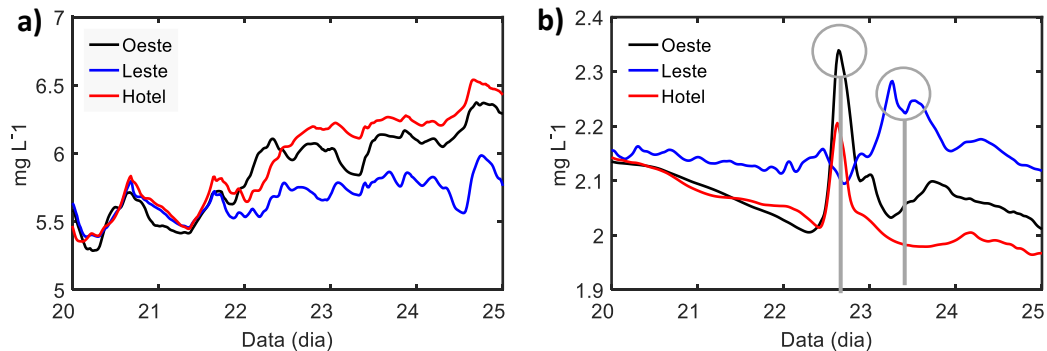 a)
7
6.5
6
5.5
5
mg L-1
Oeste
Leste
Hotel
20 21 22 23 24 25
Data (dia)
b)
2.4
2.3
2.2
2.1
2
1.9
mg L-1
Oeste
Leste
Hotel
20 21 22 23 24 25
Data (dia)